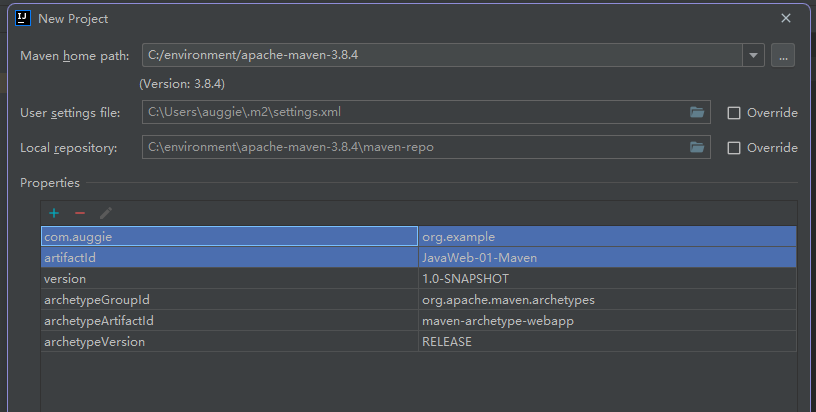 IJ New Project
Maven home path: C:/environment/apache-maven-3.8.4 ...
(Version: 3.8.4)
User settings file: C:\Users\auggie\.m2\settings.xml Override
Local repository: C:\environment\apache-maven-3.8.4\maven-repo Override
Properties
com.auggie org.example
artifactId JavaWeb-01-Maven
version 1.0-SNAPSHOT
archetypeGroupId org.apache.maven.archetypes
archetypeArtifactId maven-archetype-webapp
archetypeVersion RELEASE